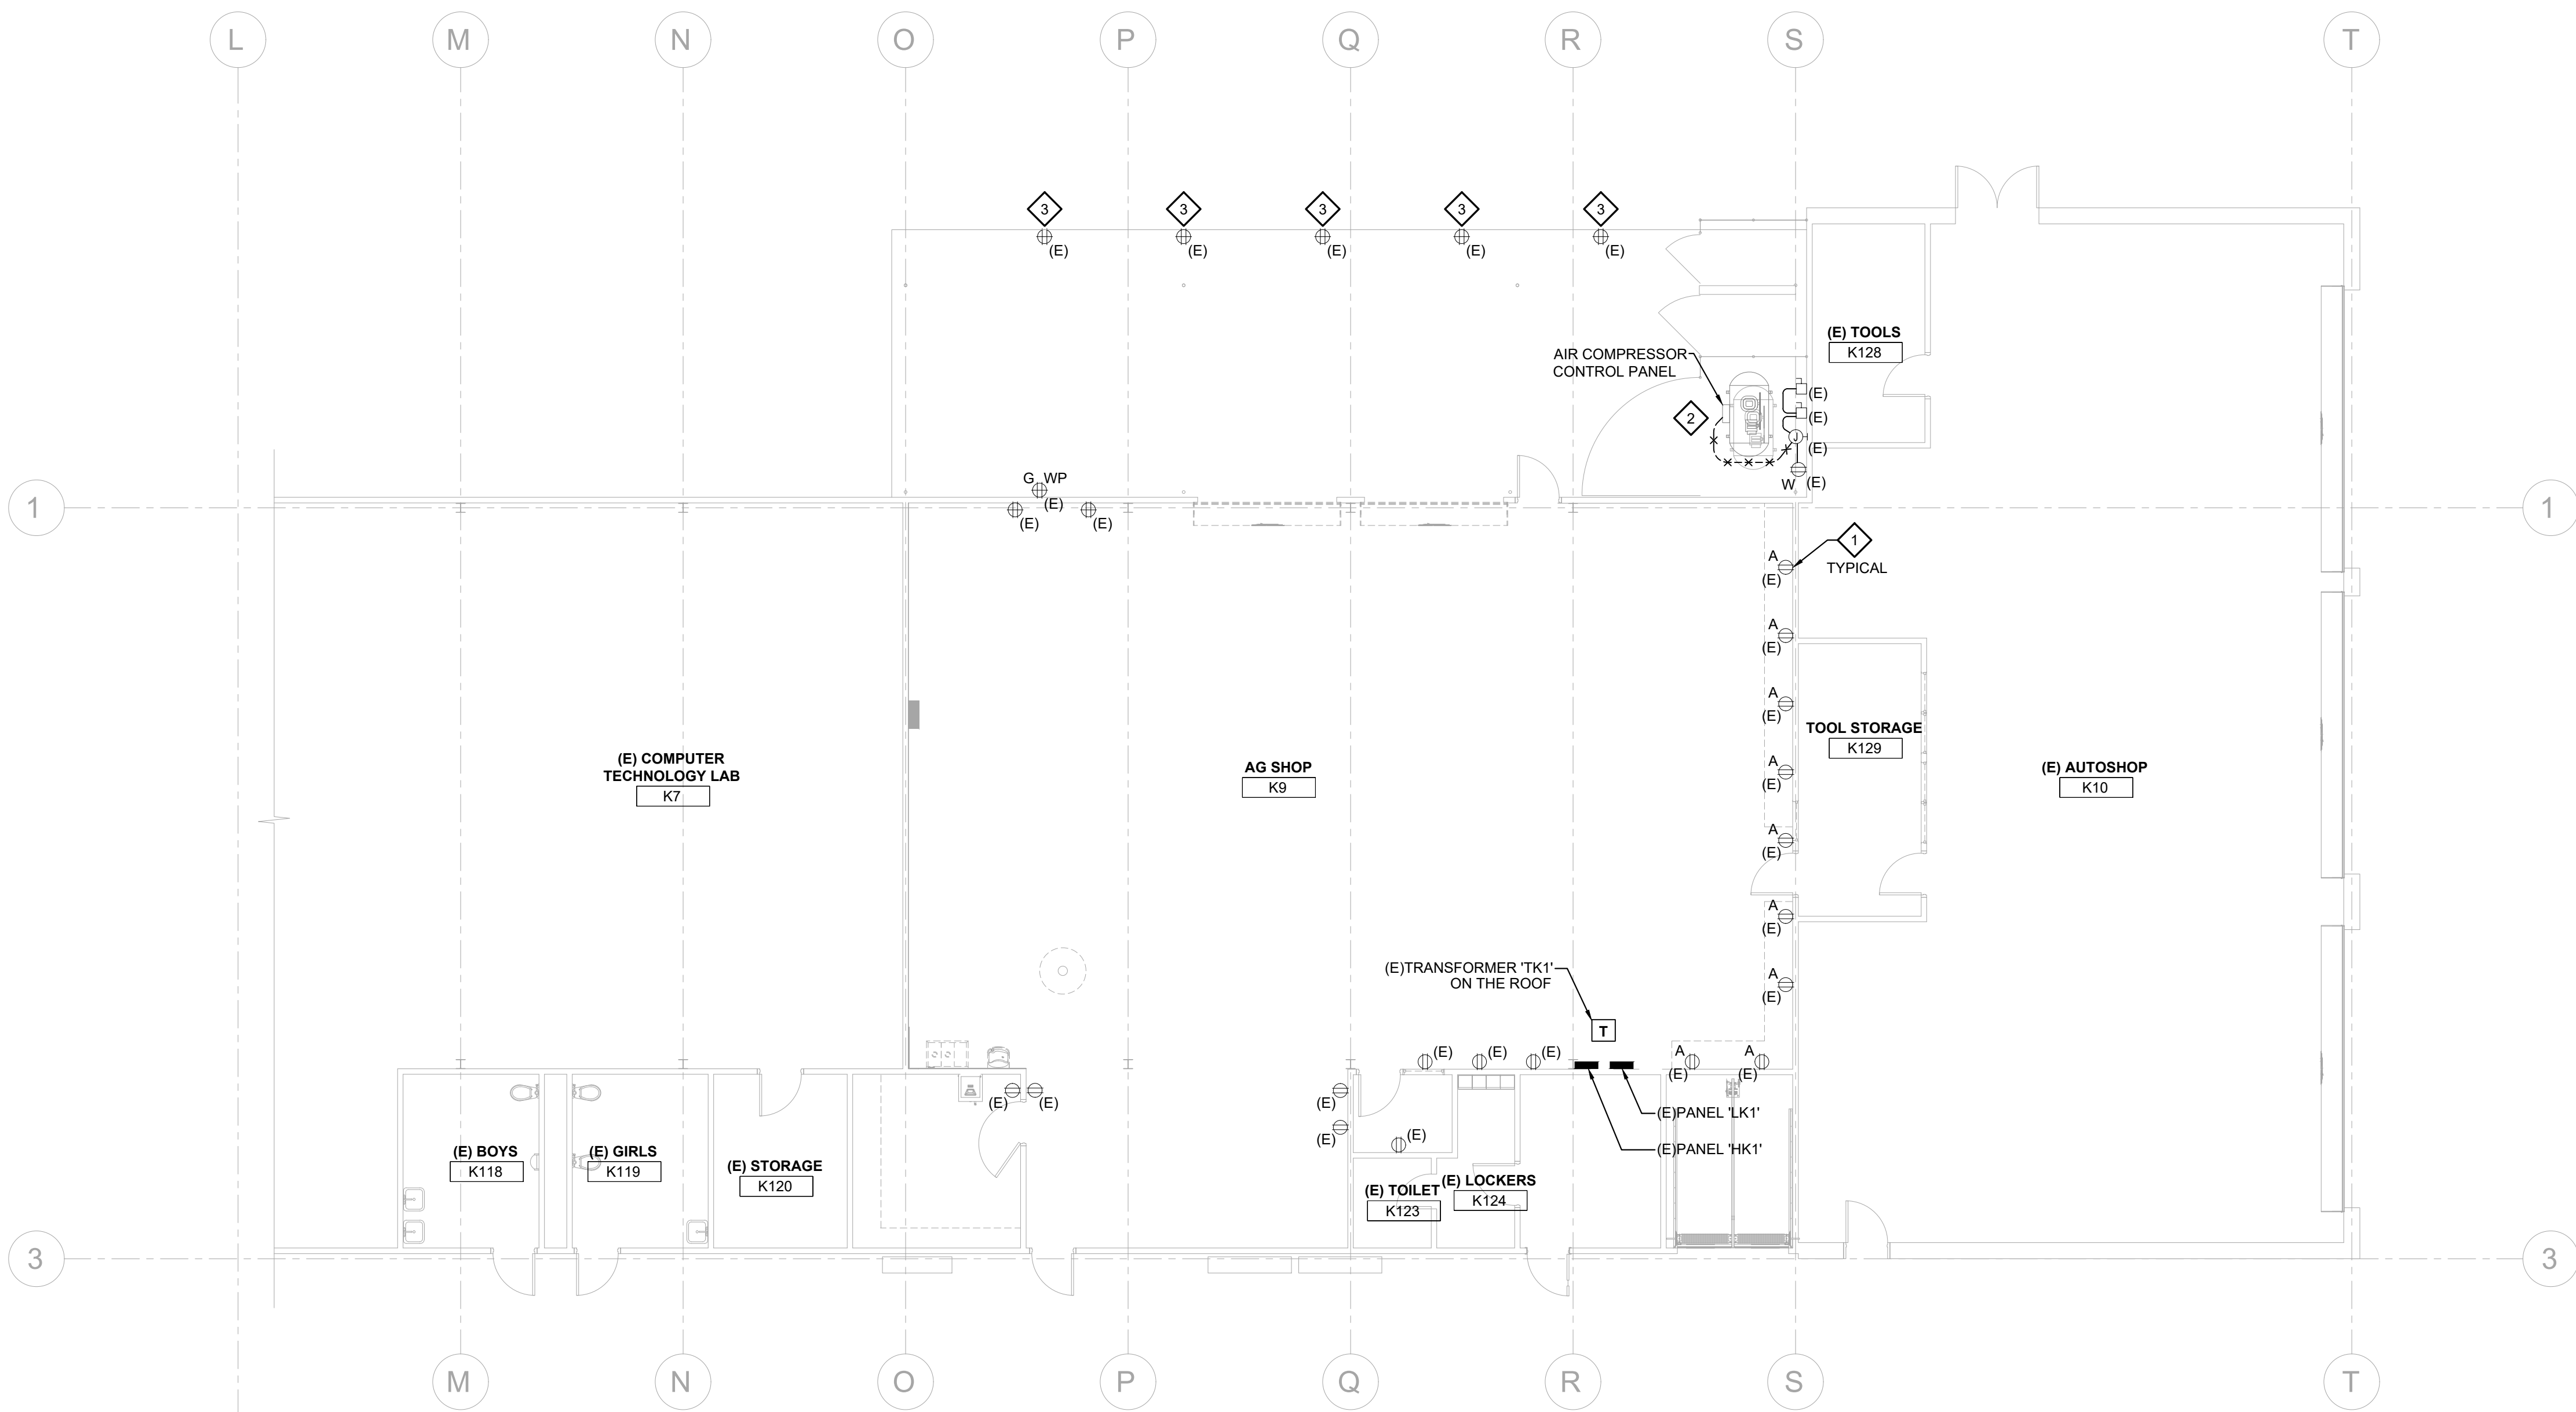 L
M
N
O
P
Q
R
S
T
3
3
3
3
3
(E)
(E)
(E)
(E)
(E)
(E) TOOLS
K128
AIR COMPRESSOR
CONTROL PANEL
(E)
2
(E)
J
(E)
W
(E)
G
WP
(E)
(E)
(E)
1
1
1
TYPICAL
A
(E)
A
(E)
A
(E)
A
(E)
A
(E)
A
(E)
A
(E)
TOOL STORAGE
K129
(E) COMPUTER
TECHNOLOGY LAB
K7
AG SHOP
K9
(E) AUTOSHOP
K10
(E)TRANSFORMER 'TK1'
ON THE ROOF
T
(E)
(E)
(E)
A
(E)
A
(E)
(E)
(E)
(E)
(E)
(E)
(E)PANEL 'LK1'
(E)PANEL 'HK1'
(E) BOYS
K118
(E) GIRLS
K119
(E) STORAGE
K120
(E) TOILET
K123
(E) LOCKERS
K124
3
3
M
N
O
P
Q
R
S
T